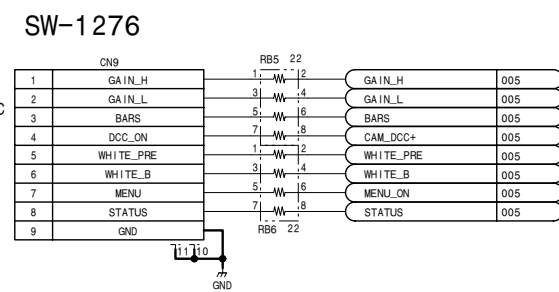 SW-1276
CN9 RB5 22
1 GAIN_H 1 2 GAIN_H 005
2 GAIN_L 3 4 GAIN_L 005
C
3 BARS 5 6 BARS 005
4 DCC_ON 7 8 CAM_DCC+ 005
5 WHITE_PRE 1 2 WHITE_PRE 005
6 WHITE_B 3 4 WHITE_B 005
7 MENU 5 6 MENU_ON 005
8 STATUS 7 8 STATUS 005
9 GND RB6 22
11 10
GND